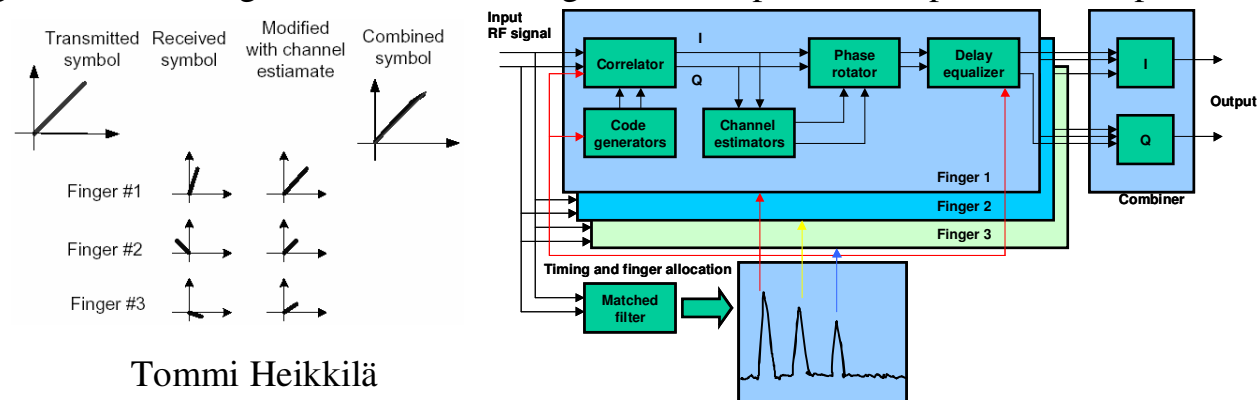 Transmitted symbol
Received symbol
Modified with channel estiamate
Combined symbol
Finger #1
Finger #2
Finger #3
Tommi Heikkilä
Input
RF signal
Correlator
I
Q
Code generators
Channel estimators
Phase rotator
Delay equalizer
Finger 1
Finger 2
Finger 3
I
Q
Combiner
Output
Timing and finger allocation
Matched filter